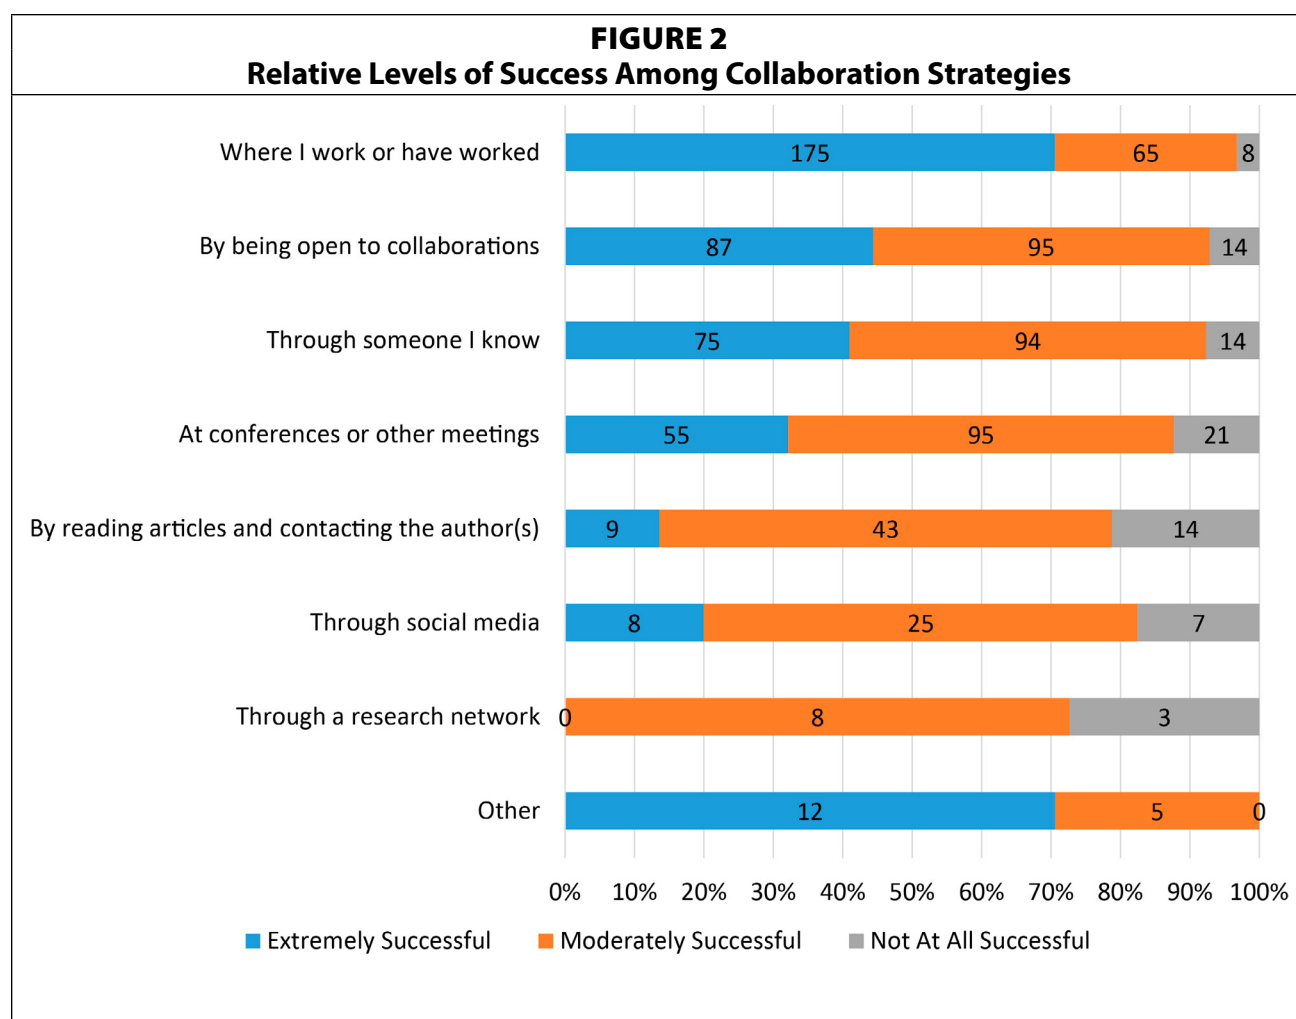 FIGURE 2
Relative Levels of Success Among Collaboration Strategies
Where I work or have worked 175 65 8
By being open to collaborations 87 95 14
Through someone I know 75 94 14
At conferences or other meetings 55 95 21
By reading articles and contacting the author(s) 9 43 14
Through social media 8 25 7
Through a research network 0 8 3
Other 12 5 0
0% 10% 20% 30% 40% 50% 60% 70% 80% 90% 100%
Extremely Successful Moderately Successful Not At All Successful